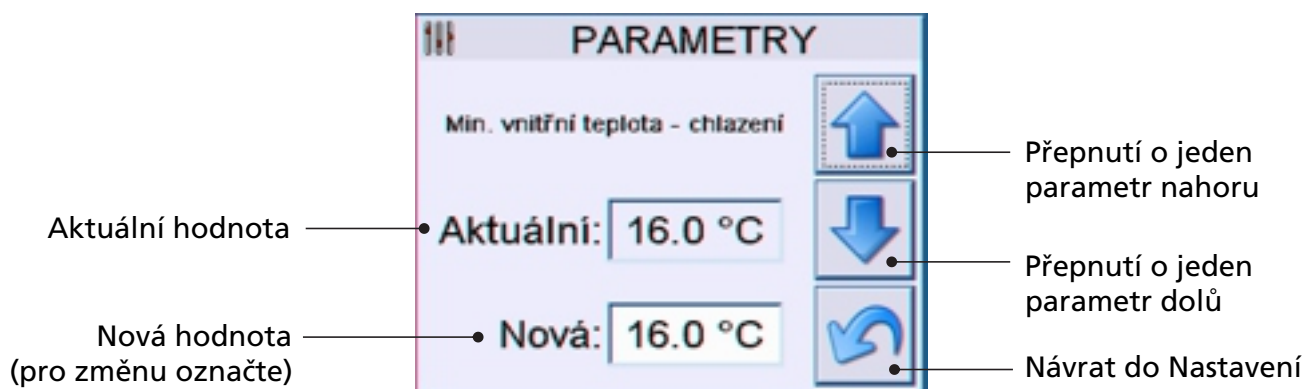 PARAMETRY
Min. vnitřní teplota - chlazení
Přepnutí o jeden
parametr nahoru
Aktuální hodnota
Aktuální: 16.0 °C
Přepnutí o jeden
parametr dolů
Nová hodnota
(pro změnu označte)
Nová: 16.0 °C
Návrat do Nastavení